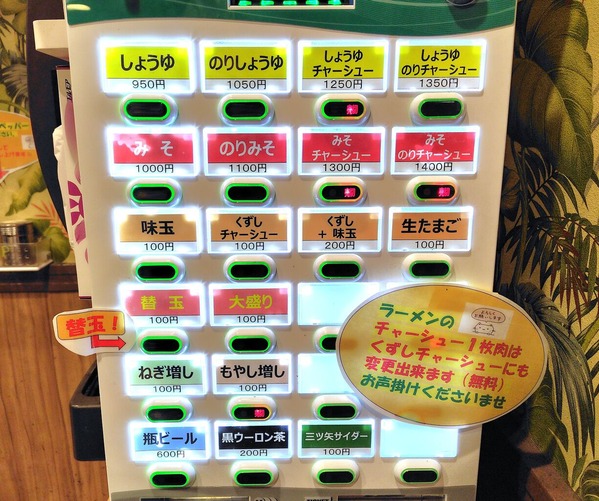 しょうゆ
950円
のりしょうゆ
1050円
しょうゆ
チャーシュー
1250円
しょうゆ
のりチャーシュー
1350円
売
みそ
1000円
のりみそ
1100円
みそ
チャーシュー
1300円
みそ
のりチャーシュー
1400円
売
売
味玉
100円
くずし
チャーシュー
100円
くずし
+ 味玉
200円
生たまご
100円
替玉
100円
大盛り
100円
替玉!
ねぎ増し
100円
もやし増し
100円
売
瓶ビール
600円
黒ウーロン茶
200円
三ツ矢サイダー
100円
ラーメンの
チャーシュー1枚肉は
くずしチャーシューにも
変更出来ます(無料)
お声掛けくださいませ